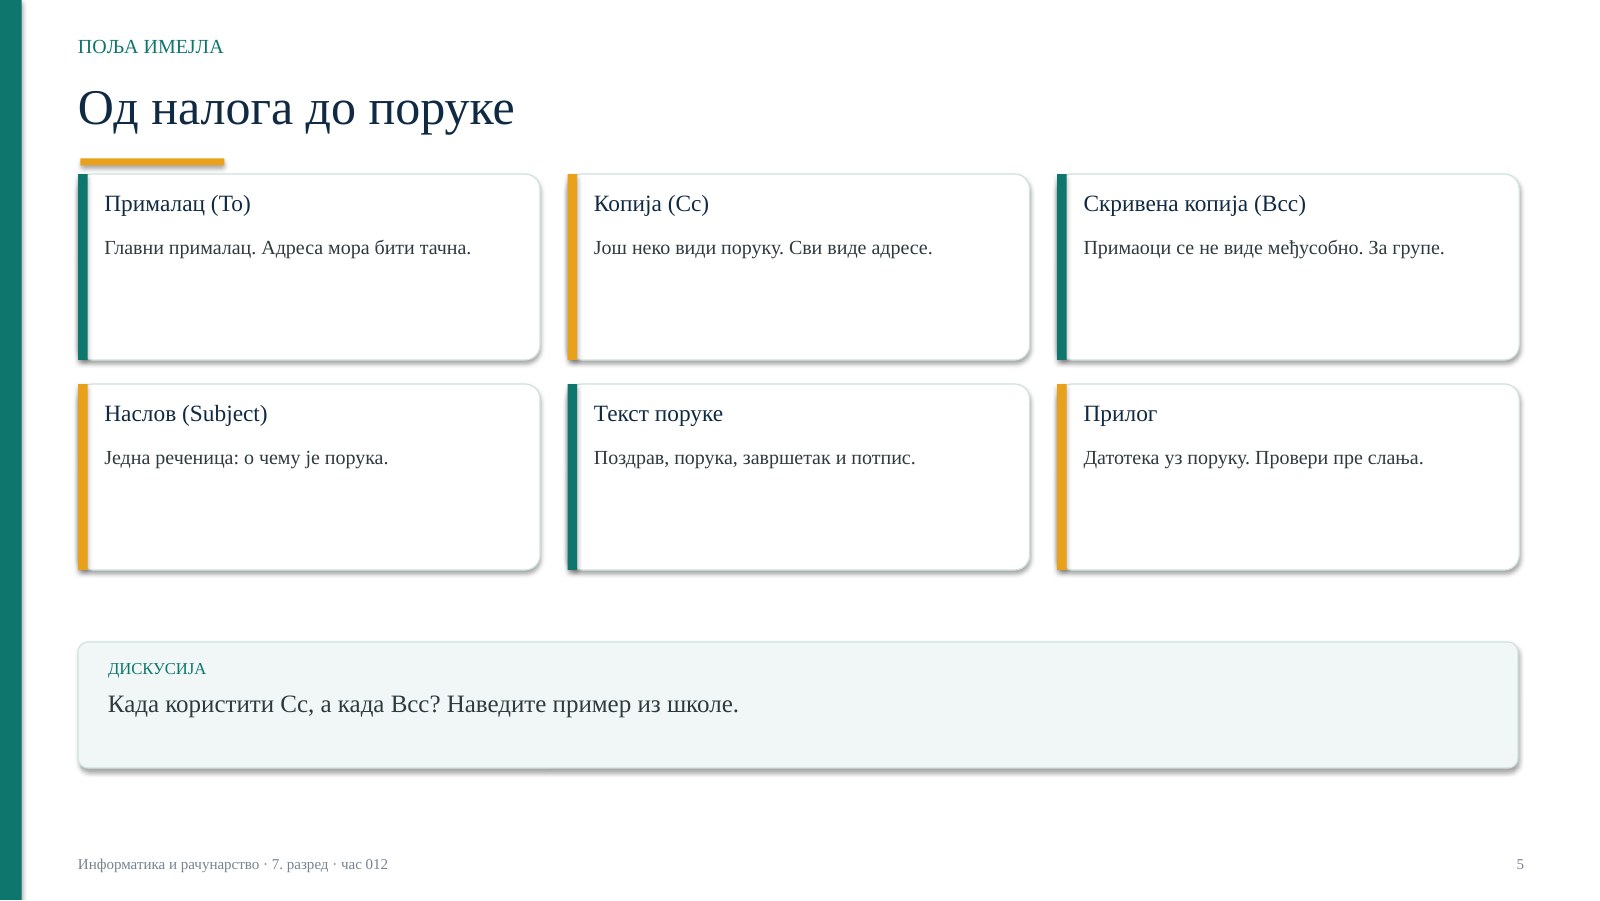 ПОЉА ИМЕЈЛА
Од налога до поруке
Прималац (To)
Главни прималац. Адреса мора бити тачна.
Копија (Cc)
Још неко види поруку. Сви виде адресе.
Скривена копија (Bcc)
Примаоци се не виде међусобно. За групе.
Наслов (Subject)
Једна реченица: о чему је порука.
Текст поруке
Поздрав, порука, завршетак и потпис.
Прилог
Датотека уз поруку. Провери пре слања.
ДИСКУСИЈА
Када користити Cc, а када Bcc? Наведите пример из школе.
Информатика и рачунарство · 7. разред · час 012
5